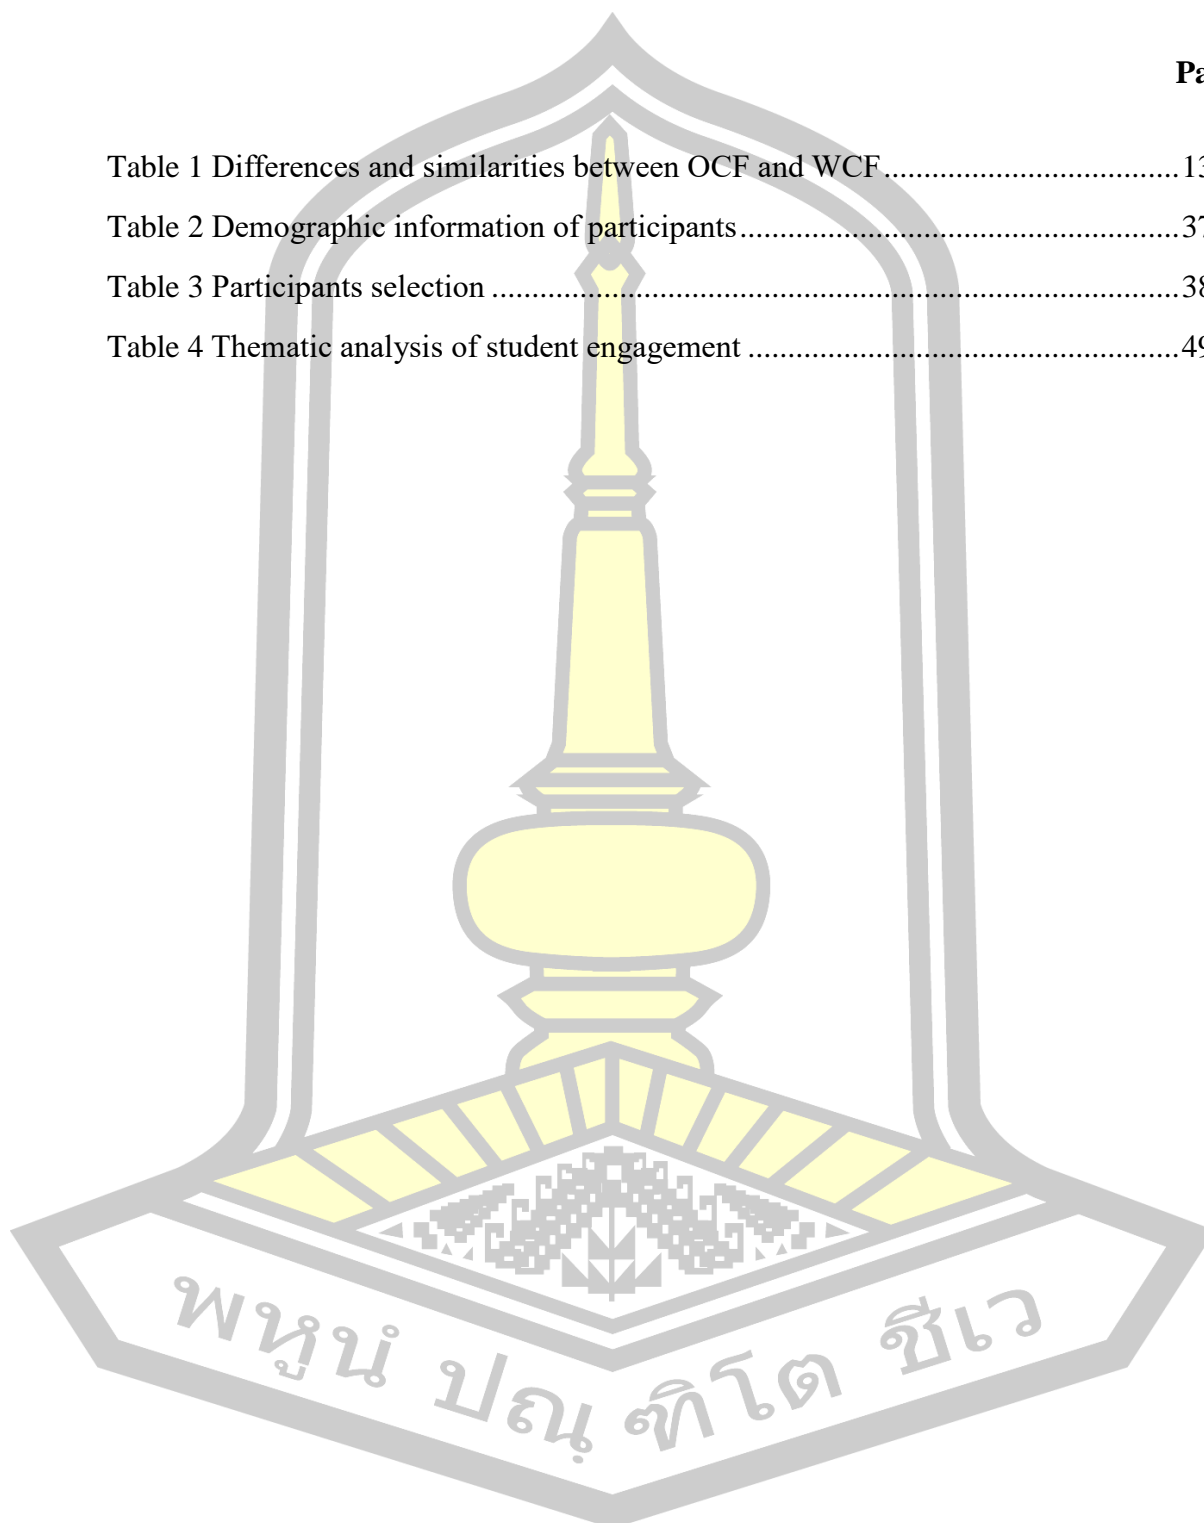 Pa
Table 1 Differences and similarities between OCF and WCF....................................13
Table 2 Demographic information of participants......................................................37
Table 3 Participants selection ....................................................................................38
Table 4 Thematic analysis of student engagement .....................................................49
พหูนํ ปณฺฑิโต ชีเว